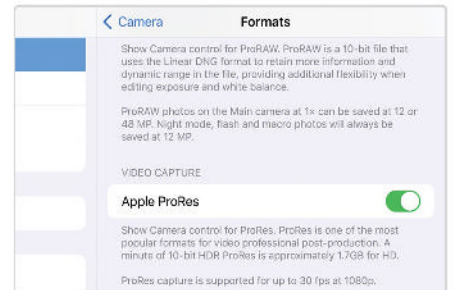 Camera
Formats
Show Camera control for ProRAW. ProRAW is a 10-bit file that
uses the Linear DNG format to retain more information and
dynamic range in the file, providing additional flexibility when
editing exposure and white balance.
ProRAW photos on the Main camera at 1x can be saved at 12 or
48 MP. Night mode, flash and macro photos will always be
saved at 12 MP.
VIDEO CAPTURE
Apple ProRes
Show Camera control for ProRes. ProRes is one of the most
popular formats for video professional post-production. A
minute of 10-bit HDR ProRes is approximately 1.7GB for HD.
ProRes capture is supported for up to 30 fps at 1080p.